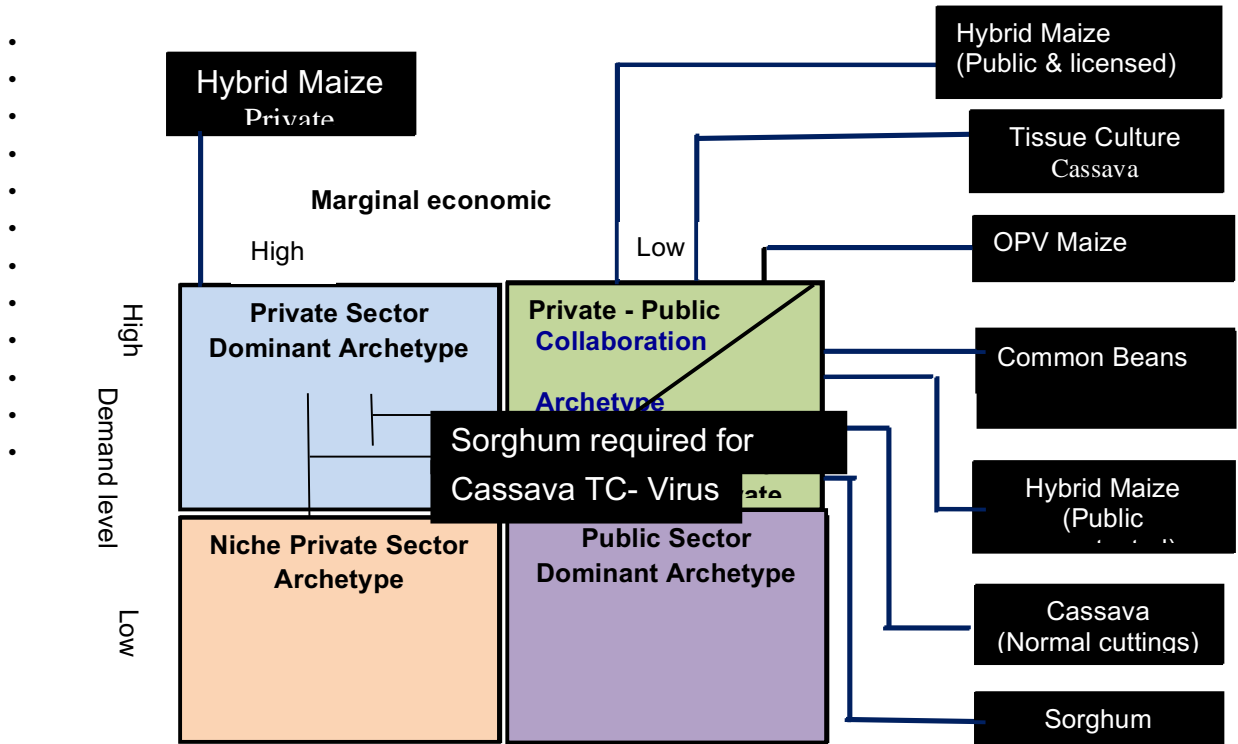 Hybrid Maize
Private
Hybrid Maize
(Public & licensed)
Tissue Culture
Cassava
Marginal economic
High
Low
OPV Maize
High
Demand level
Low
Private Sector
Dominant Archetype
Private - Public
Collaboration
Archetype
Common Beans
Sorghum required for
Cassava TC- Virus
Hybrid Maize
(Public
Niche Private Sector
Archetype
Public Sector
Dominant Archetype
Cassava
(Normal cuttings)
Sorghum